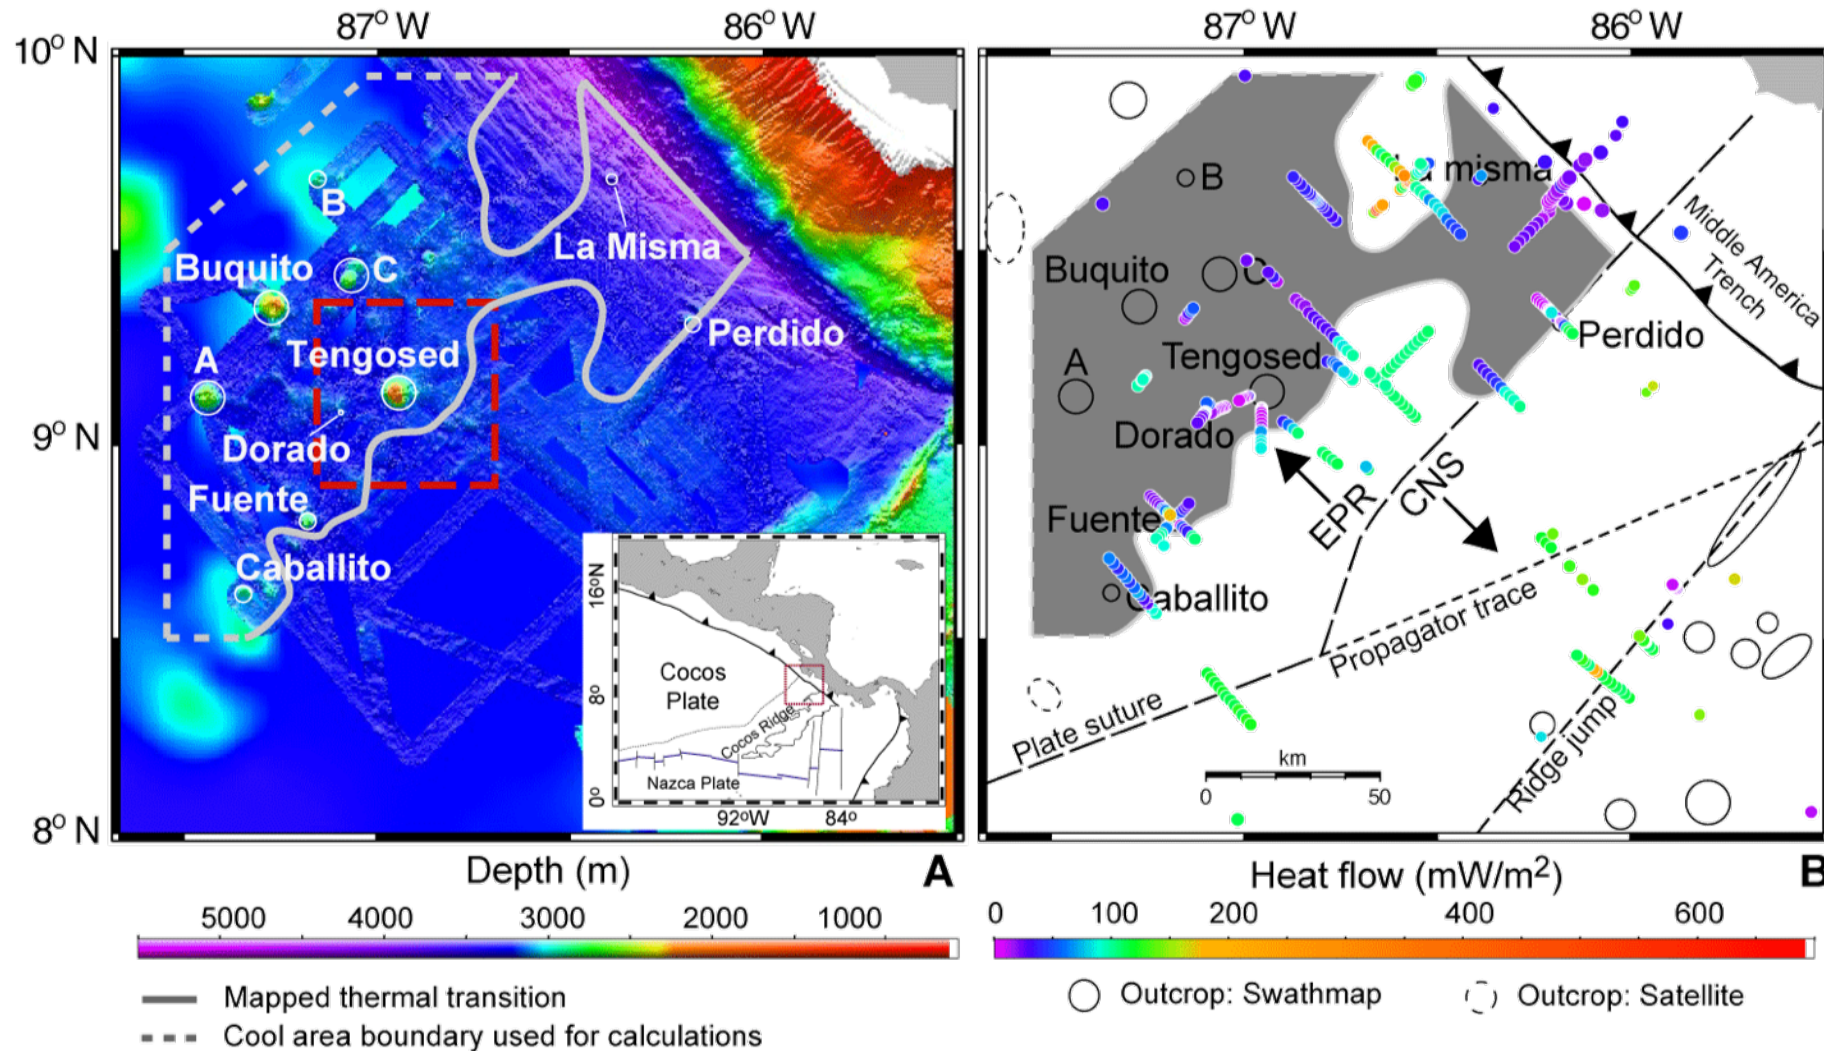 87° W
86° W
87° W
86° W
10° N
9° N
8° N
B
La Misma
Buquito
C
Perdido
Tengosed
A
Dorado
Fuente
Caballito
16°N
8°
0°
Cocos
Plate
Cocos Ridge
Nazca Plate
92°W
84°
B
La misma
Middle America
Trench
Buquito
C
Perdido
Tengosed
A
Dorado
EPR
CNS
Fuente
Caballito
Propagator trace
Plate suture
Ridge jump
km
0
50
Depth (m)
A
5000
4000
3000
2000
1000
Heat flow (mW/m2)
B
0
100
200
400
600
Mapped thermal transition
Cool area boundary used for calculations
Outcrop: Swathmap
Outcrop: Satellite